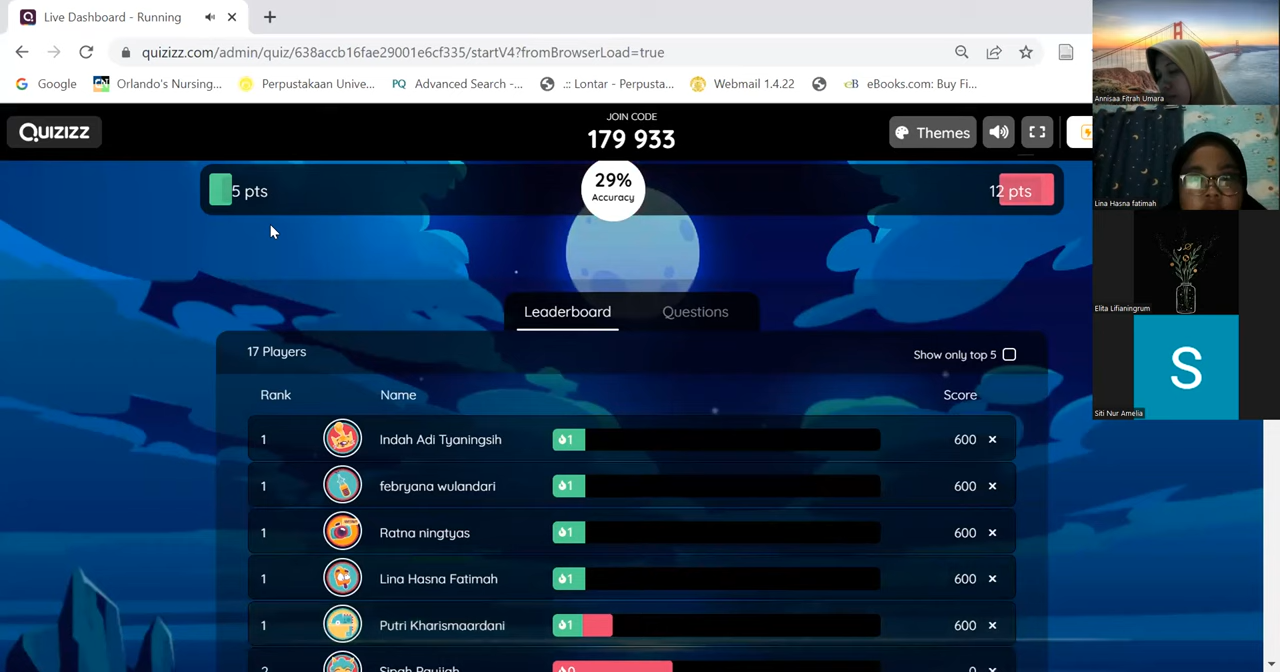 Live Dashboard - Running
quizizz.com/admin/quiz/638accb16fae29001e6cf335/startV4?fromBrowserLoad=true
Google Orlando's Nursing... Perpustakaan Unive... PQ Advanced Search -... .:: Lontar - Perpusta... Webmail 1.4.22 eB eBooks.com: Buy Fi...
QUIZIZZ
JOIN CODE
179 933
Themes
5 pts
29%
Accuracy
12 pts
Leaderboard Questions
17 Players
Show only top 5
Rank Name Score
1 Indah Adi Tyaningsih 1 600 ×
1 febryana wulandari 1 600 ×
1 Ratna ningtyas 1 600 ×
1 Lina Hasna Fatimah 1 600 ×
1 Putri Kharismaardani 1 600 ×
Annisaa Fitrah Umara
Lina Hasna fatimah
Elita Lifianingrum
S
Siti Nur Amelia